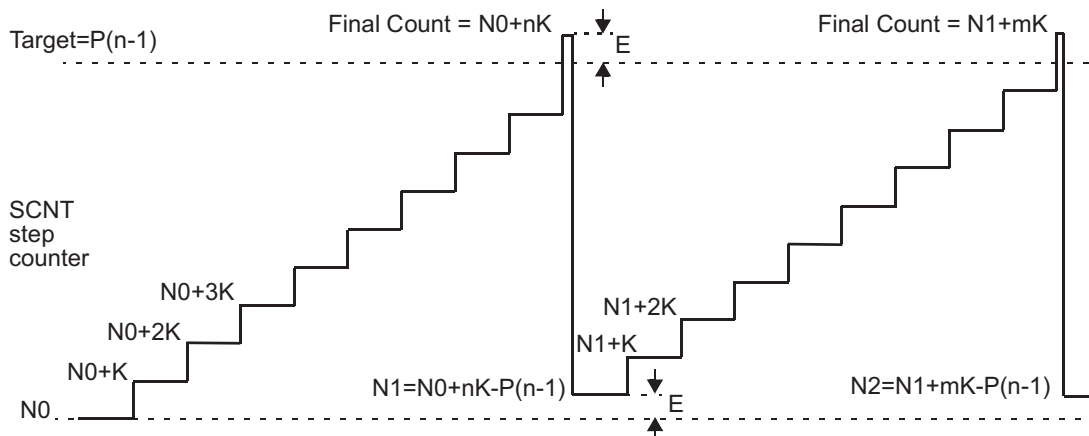 Final Count = N0+nK
Final Count = N1+mK
Target=P(n-1)
E
SCNT
step
counter
N0+3K
N0+2K
N1+2K
N0+K
N1+K
N1=N0+nK-P(n-1)
N2=N1+mK-P(n-1)
N0
E